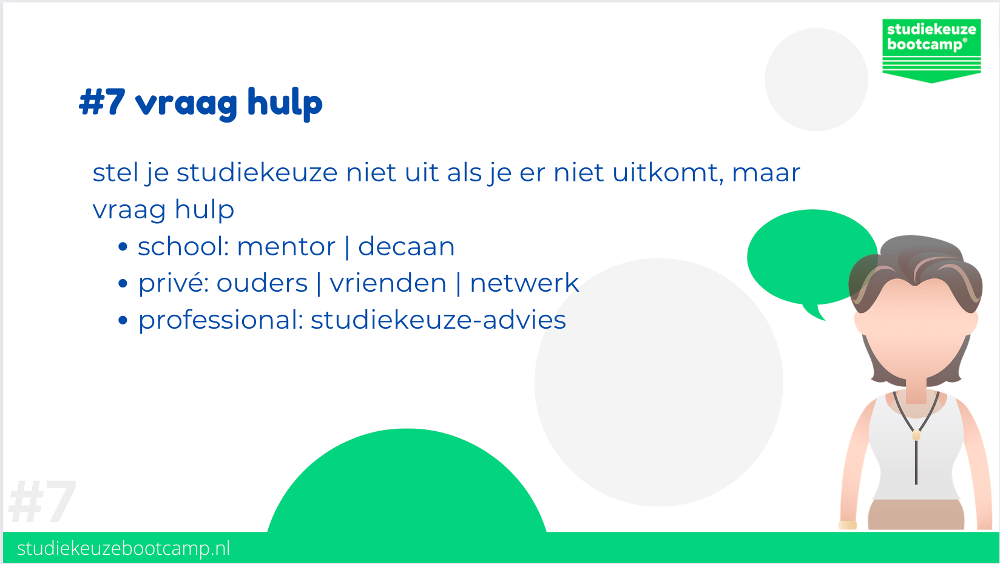 studiekeuze
bootcamp®
#7 vraag hulp
stel je studiekeuze niet uit als je er niet uitkomt, maar
vraag hulp
• school: mentor | decaan
• privé: ouders | vrienden | netwerk
• professional: studiekeuze-advies
#7
studiekeuzebootcamp.nl